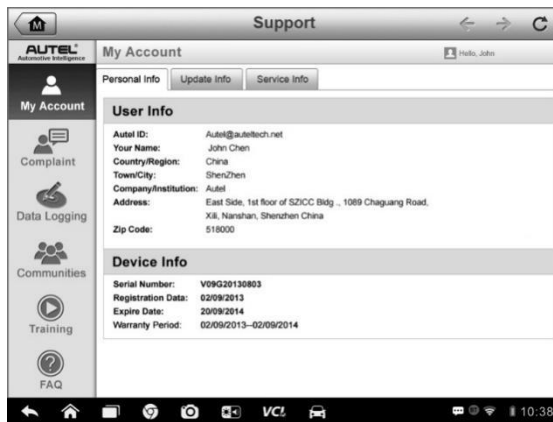 M
Support
AUTEL
Automotive Intelligence
My Account
Hello, John
My Account
Complaint
Data Logging
Communities
Training
FAQ
Personal Info
Update Info
Service Info
User Info
Autel ID: Autel@auteltech.net
Your Name: John Chen
Country/Region: China
Town/City: ShenZhen
Company/Institution: Autel
Address: East Side, 1st floor of SZICC Bldg ., 1089 Chaguang Road,
Xili, Nanshan, Shenzhen China
Zip Code: 518000
Device Info
Serial Number: V09G20130803
Registration Data: 02/09/2013
Expire Date: 20/09/2014
Warranty Period: 02/09/2013--02/09/2014
VCI
10:38